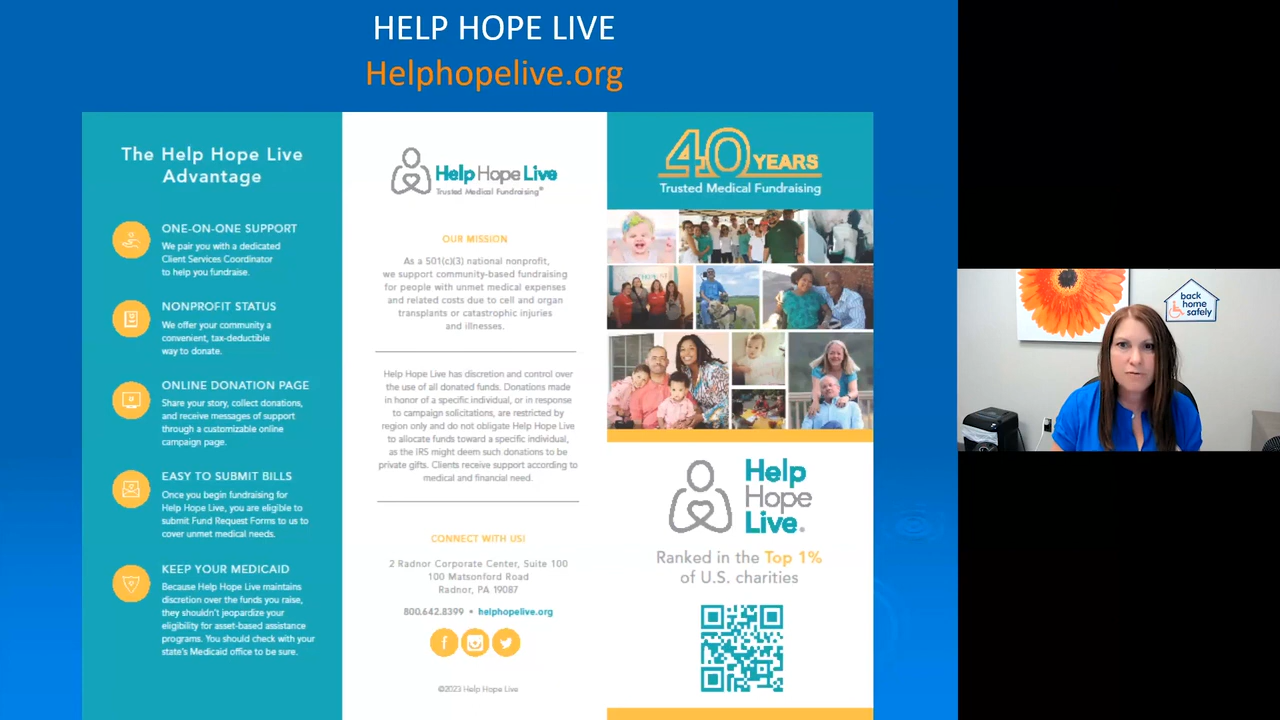 HELP HOPE LIVE
Helphopelive.org
The Help Hope Live
Advantage
ONE-ON-ONE SUPPORT
We pair you with a dedicated
Client Services Coordinator
to help you fundraise.
NONPROFIT STATUS
We offer your community a
convenient, tax-deductible
way to donate.
ONLINE DONATION PAGE
Share your story, collect donations,
and receive messages of support
through a customizable online
campaign page.
EASY TO SUBMIT BILLS
Once you begin fundraising for
Help Hope Live, you are eligible to
submit Fund Request Forms to us to
cover unmet medical needs.
KEEP YOUR MEDICAID
Because Help Hope Live maintains
discretion over the funds you raise,
they shouldn't jeopardize your
eligibility for asset-based assistance
programs. You should check with your
state's Medicaid office to be sure.
Help Hope Live
Trusted Medical Fundraising®
OUR MISSION
As a 501(c)(3) national nonprofit,
we support community-based fundraising
for people with unmet medical expenses
and related costs due to cell and organ
transplants or catastrophic injuries
and illnesses.
Help Hope Live has discretion and control over
the use of all donated funds. Donations made
in honor of a specific individual, or in response
to campaign solicitations, are restricted by
region only and do not obligate Help Hope Live
to allocate funds toward a specific individual,
as the IRS might deem such donations to be
private gifts. Clients receive support according to
medical and financial need.
CONNECT WITH US!
2 Radnor Corporate Center, Suite 100
100 Matsonford Road
Radnor, PA 19087
800.642.8399 • helphopelive.org
©2023 Help Hope Live
40 YEARS
Trusted Medical Fundraising
Help
Hope
Live®
Ranked in the Top 1%
of U.S. charities
back
home
safely